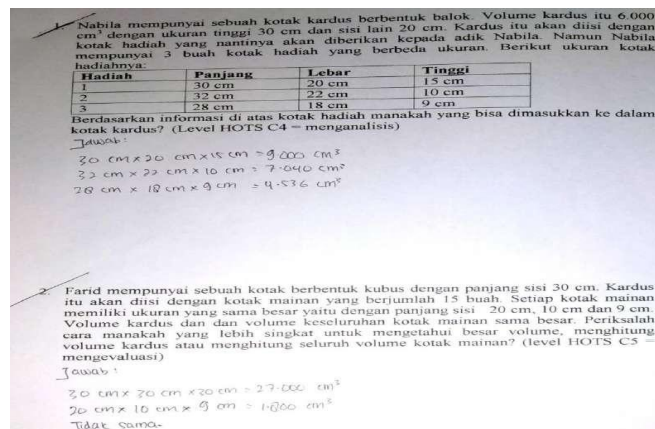 1. Nabila mempunyai sebuah kotak kardus berbentuk balok. Volume kardus itu 6.000
cm³ dengan ukuran tinggi 30 cm dan sisi lain 20 cm. Kardus itu akan diisi dengan
kotak hadiah yang nantinya akan diberikan kepada adik Nabila. Namun Nabila
mempunyai 3 buah kotak hadiah yang berbeda ukuran. Berikut ukuran kotak
hadiahnya:
Hadiah Panjang Lebar Tinggi
1 30 cm 20 cm 15 cm
2 32 cm 22 cm 10 cm
3 28 cm 18 cm 9 cm
Berdasarkan informasi di atas kotak hadiah manakah yang bisa dimasukkan ke dalam
kotak kardus? (Level HOTS C4 = menganalisis)
Jawab:
30 cm x 20 cm x 15 cm = 9000 cm³
32 cm x 22 cm x 10 cm = 7.040 cm³
28 cm x 18 cm x 9 cm = 4.536 cm³
2. Farid mempunyai sebuah kotak berbentuk kubus dengan panjang sisi 30 cm. Kardus
itu akan diisi dengan kotak mainan yang berjumlah 15 buah. Setiap kotak mainan
memiliki ukuran yang sama besar yaitu dengan panjang sisi 20 cm, 10 cm dan 9 cm.
Volume kardus dan dan volume keseluruhan kotak mainan sama besar. Periksalah
cara manakah yang lebih singkat untuk mengetahui besar volume, menghitung
volume kardus atau menghitung seluruh volume kotak mainan? (level HOTS C5 =
mengevaluasi)
Jawab:
30 cm x 30 cm x 30 cm = 27.000 cm³
20 cm x 10 cm x 9 cm = 1.800 cm³
Tidak sama.